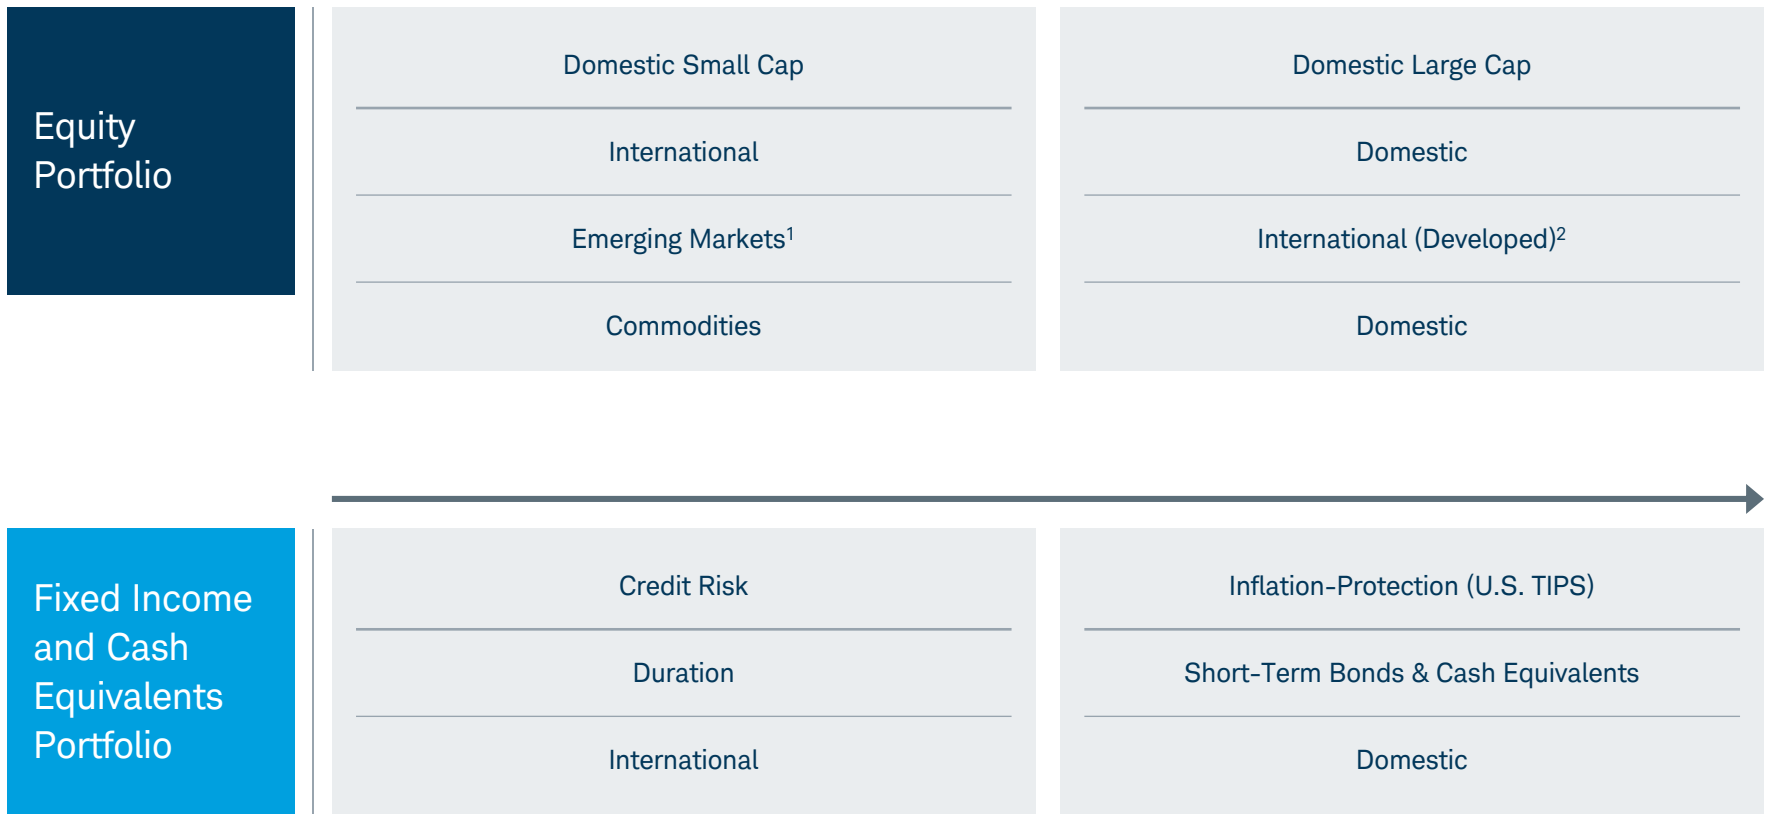 Equity
Portfolio
Domestic Small Cap
Domestic Large Cap
International
Domestic
Emerging Markets¹
International (Developed)²
Commodities
Domestic
Fixed Income
and Cash
Equivalents
Portfolio
Credit Risk
Inflation-Protection (U.S. TIPS)
Duration
Short-Term Bonds & Cash Equivalents
International
Domestic